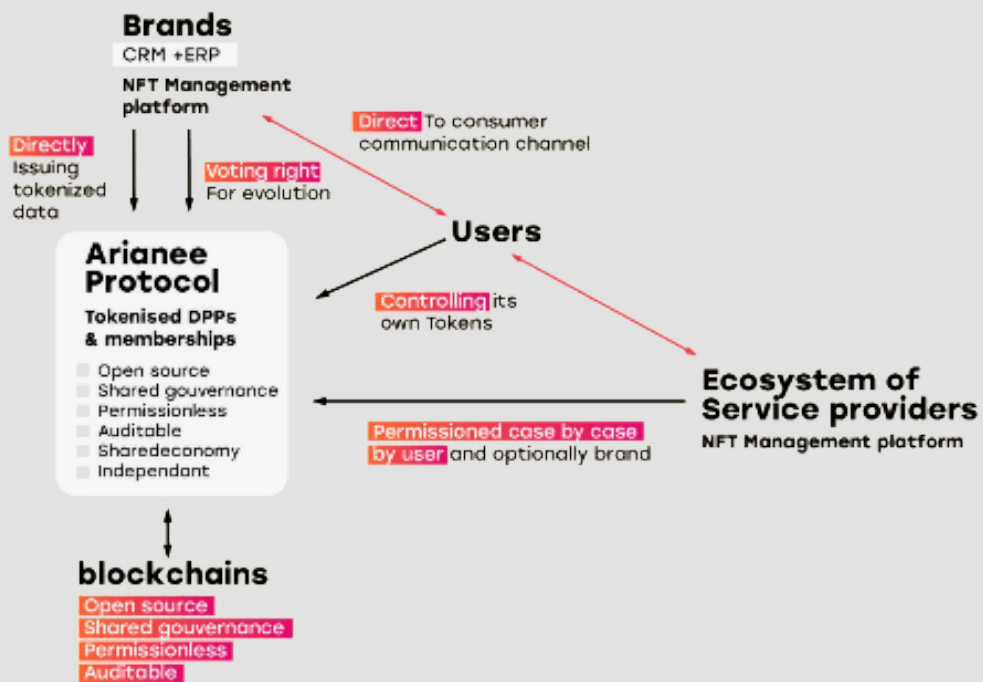 Brands
CRM +ERP
NFT Management
platform
Directly
Issuing
tokenized
data
Voting right
For evolution
Direct To consumer
communication channel
Users
Arianee
Protocol
Tokenised DPPs
& memberships
Open source
Shared gouvernance
Permissionless
Auditable
Sharedeconomy
Independant
Controlling its
own Tokens
Ecosystem of
Service providers
NFT Management platform
Permissioned case by case
by user and optionally brand
blockchains
Open source
Shared gouvernance
Permissionless
Auditable